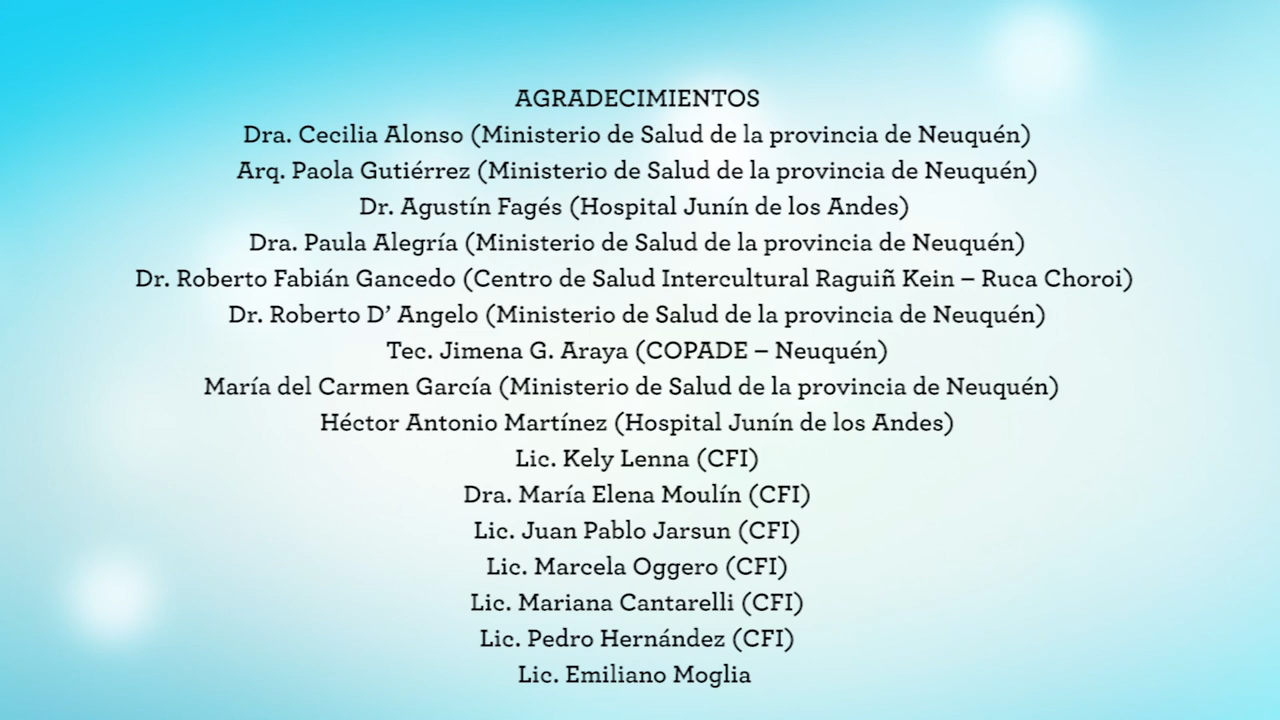 AGRADECIMIENTOS
Dra. Cecilia Alonso (Ministerio de Salud de la provincia de Neuquén)
Arq. Paola Gutiérrez (Ministerio de Salud de la provincia de Neuquén)
Dr. Agustín Fagés (Hospital Junín de los Andes)
Dra. Paula Alegría (Ministerio de Salud de la provincia de Neuquén)
Dr. Roberto Fabián Gancedo (Centro de Salud Intercultural Raguiñ Kein – Ruca Choroi)
Dr. Roberto D’ Angelo (Ministerio de Salud de la provincia de Neuquén)
Tec. Jimena G. Araya (COPADE – Neuquén)
María del Carmen García (Ministerio de Salud de la provincia de Neuquén)
Héctor Antonio Martínez (Hospital Junín de los Andes)
Lic. Kely Lenna (CFI)
Dra. María Elena Moulín (CFI)
Lic. Juan Pablo Jarsun (CFI)
Lic. Marcela Oggero (CFI)
Lic. Mariana Cantarelli (CFI)
Lic. Pedro Hernández (CFI)
Lic. Emiliano Moglia